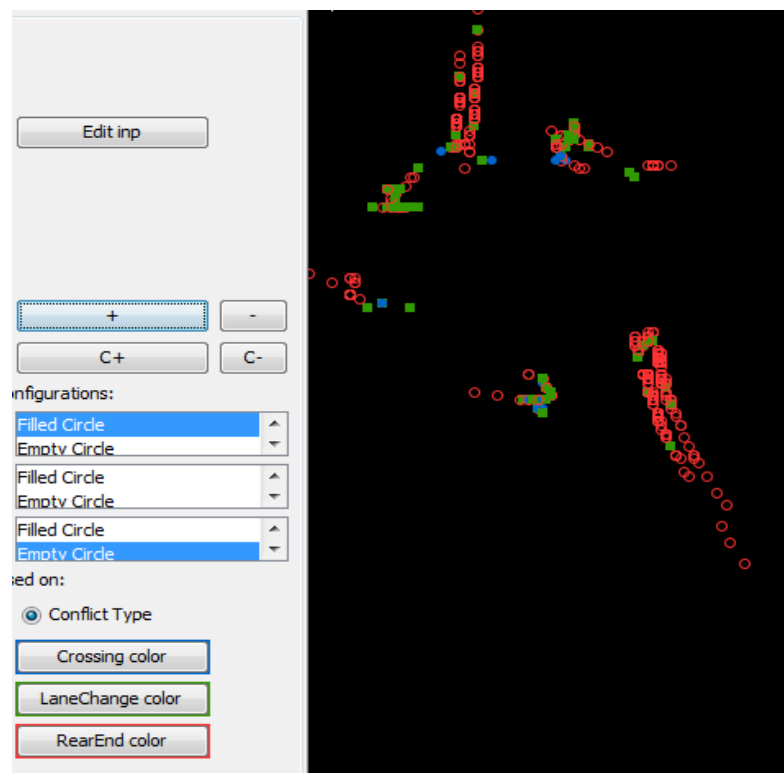 Edit inp
+ -
C+ C-
onfigurations:
Filled Circle
Empty Circle
Filled Circle
Empty Circle
Filled Circle
Empty Circle
sed on:
Conflict Type
Crossing color
LaneChange color
RearEnd color